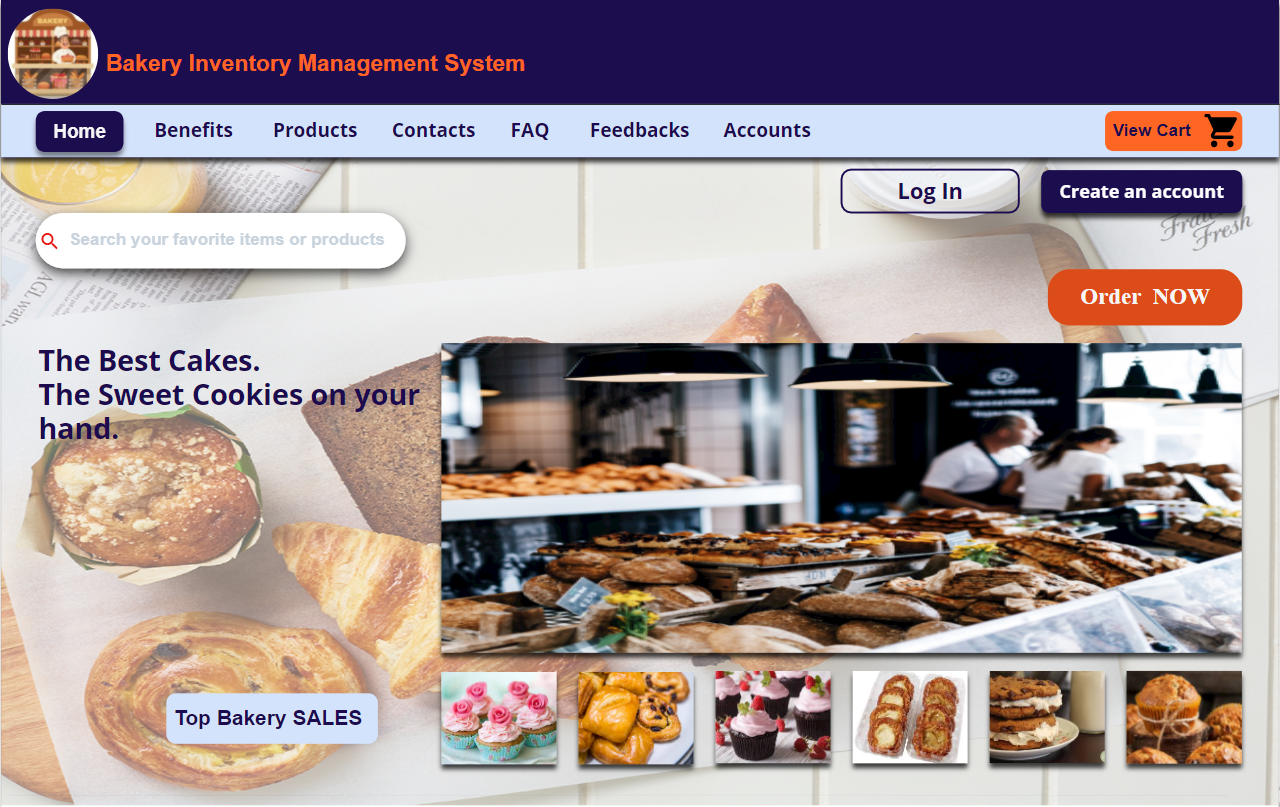 BAKERY
Bakery Inventory Management System
Home
Benefits
Products
Contacts
FAQ
Feedbacks
Accounts
View Cart
Log In
Create an account
Fresh
Search your favorite items or products
Order NOW
The Best Cakes.
The Sweet Cookies on your
hand.
Top Bakery SALES